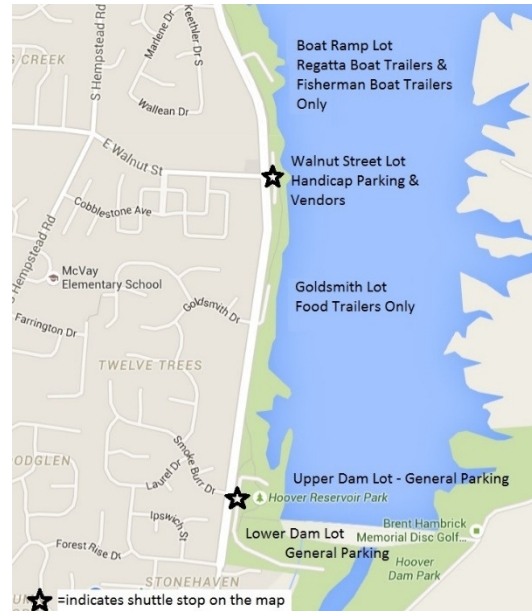 Keethler Dr S
Marlene Dr
S Hempstead Rd
S CREEK
Wallean Dr
Boat Ramp Lot
Regatta Boat Trailers &
Fisherman Boat Trailers
Only
E Walnut St
Walnut Street Lot
Handicap Parking &
Vendors
Cobblestone Ave
S Hempstead Rd
McVay
Elementary School
Goldsmith Dr
Goldsmith Lot
Food Trailers Only
Farrington Dr
TWELVE TREES
Smoke Burr Dr
Laurel Dr
ODGLEN
Upper Dam Lot - General Parking
Hoover Reservoir Park
Ipswich St
Lower Dam Lot
General Parking
Brent Hambrick
Memorial Disc Golf...
Forest Rise Dr
Hoover
Dam Park
STONEHAVEN
=indicates shuttle stop on the map